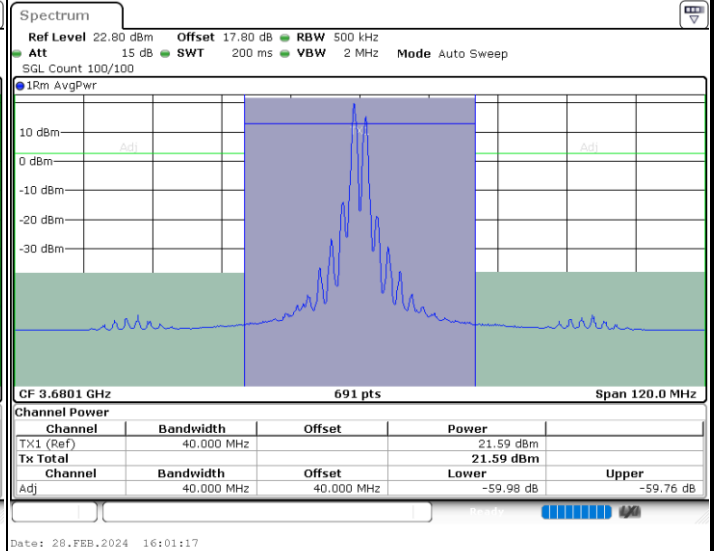 Spectrum
Ref Level 22.80 dBm Offset 17.80 dB RBW 500 kHz
Att 15 dB SWT 200 ms VBW 2 MHz Mode Auto Sweep
SGL Count 100/100
1Rm AvgPwr
10 dBm
Adj Tx Adj
0 dBm
-10 dBm
-20 dBm
-30 dBm
CF 3.6801 GHz 691 pts Span 120.0 MHz
Channel Power
Channel Bandwidth Offset Power
TX1 (Ref) 40.000 MHz 21.59 dBm
Tx Total 21.59 dBm
Channel Bandwidth Offset Lower Upper
Adj 40.000 MHz 40.000 MHz -59.98 dB -59.76 dB
Ready
Date: 28.FEB.2024 16:01:17